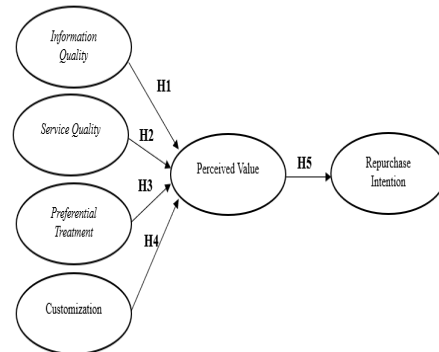 Information
Quality
H1
Service Quality
H2
Perceived Value
H5
Repurchase
Intention
H3
Preferential
Treatment
H4
Customization